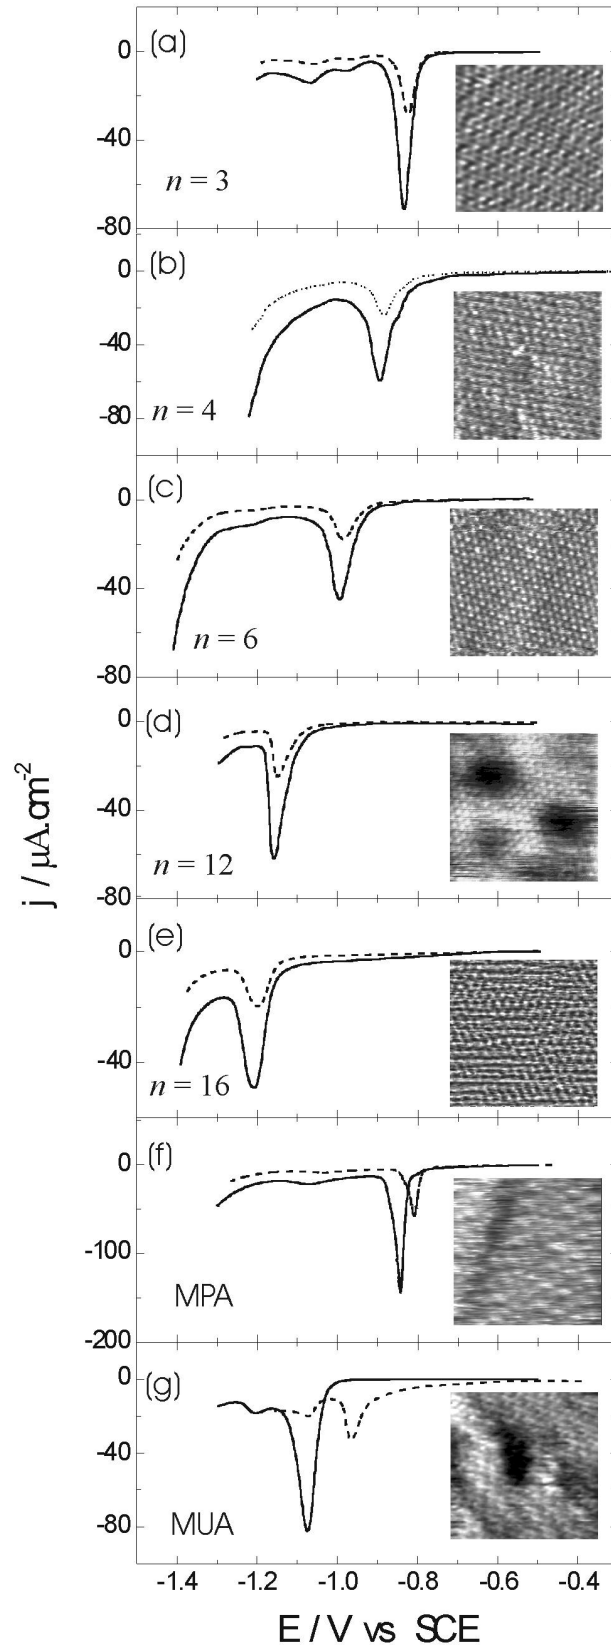 (a)
0
-40
-80
n = 3
(b)
0
-40
-80
n = 4
(c)
0
-40
-80
n = 6
(d)
0
-40
-80
n = 12
(e)
0
-40
n = 16
(f)
0
-100
-200
MPA
(g)
0
-40
-80
MUA
j / μA.cm-2
-1.4 -1.2 -1.0 -0.8 -0.6 -0.4
E / V vs SCE